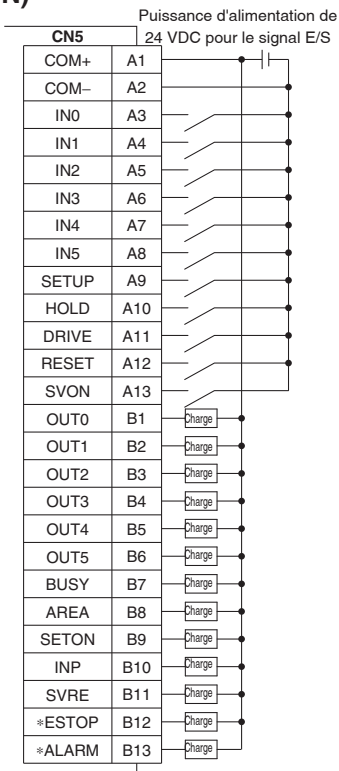 N)
Puissance d'alimentation de
24 VDC pour le signal E/S
CN5
COM+ A1
COM− A2
IN0 A3
IN1 A4
IN2 A5
IN3 A6
IN4 A7
IN5 A8
SETUP A9
HOLD A10
DRIVE A11
RESET A12
SVON A13
OUT0 B1 Charge
OUT1 B2 Charge
OUT2 B3 Charge
OUT3 B4 Charge
OUT4 B5 Charge
OUT5 B6 Charge
BUSY B7 Charge
AREA B8 Charge
SETON B9 Charge
INP B10 Charge
SVRE B11 Charge
*ESTOP B12 Charge
*ALARM B13 Charge